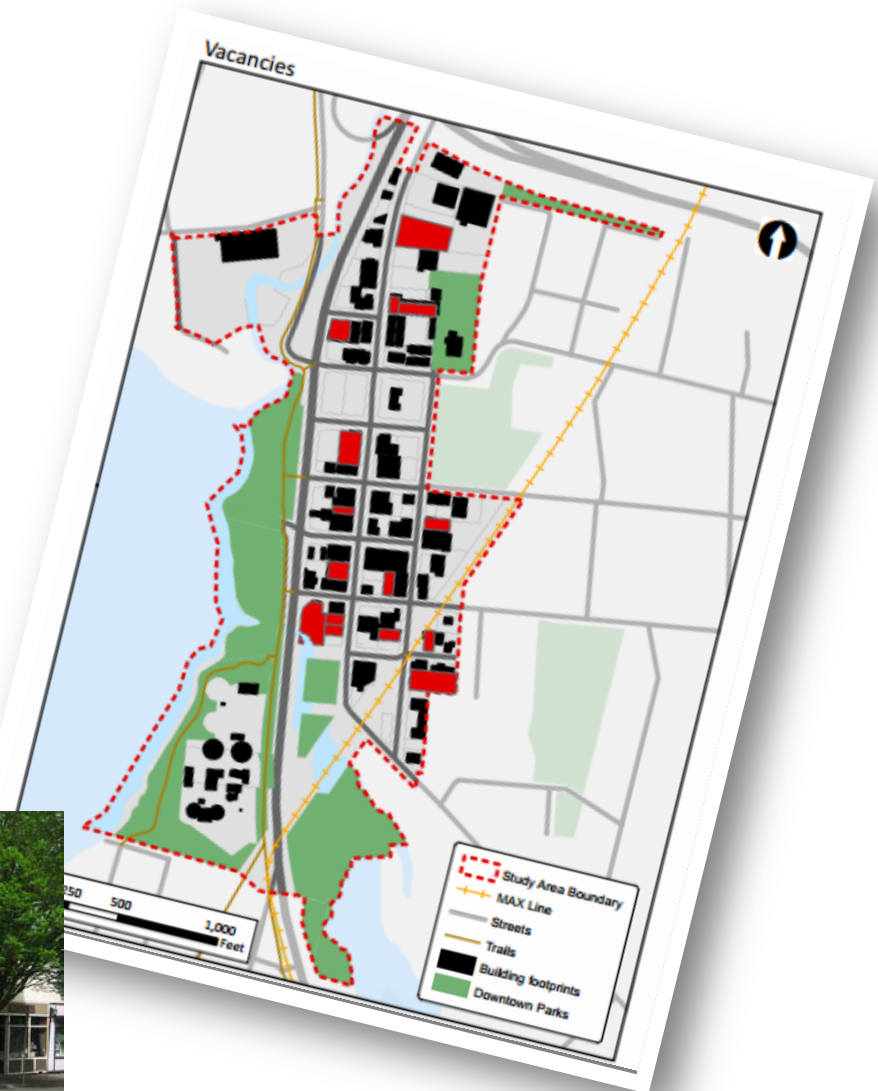 Vacancies
250
500
1,000
Feet
Study Area Boundary
MAX Line
Streets
Trails
Building footprints
Downtown Parks